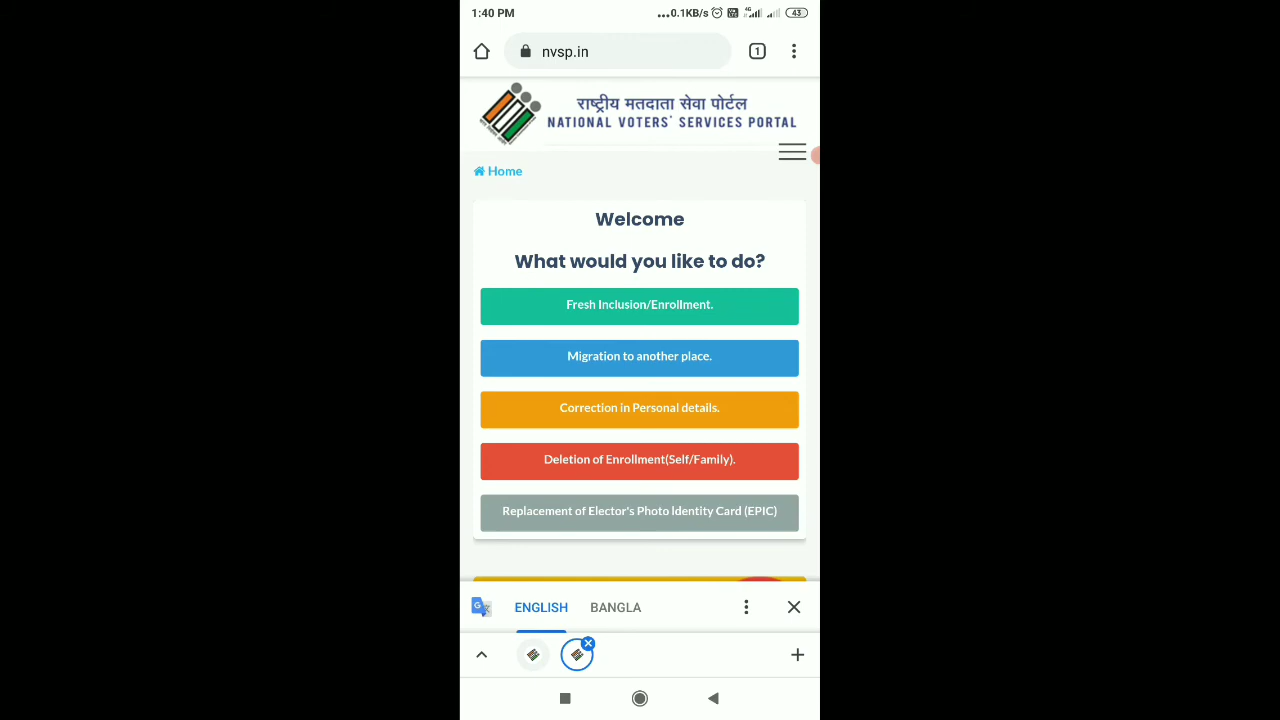 1:40 PM
...0.1KB/s 4G 43
nvsp.in 1
राष्ट्रीय मतदाता सेवा पोर्टल
NATIONAL VOTERS' SERVICES PORTAL
Home
Welcome
What would you like to do?
Fresh Inclusion/Enrollment.
Migration to another place.
Correction in Personal details.
Deletion of Enrollment(Self/Family).
Replacement of Elector's Photo Identity Card (EPIC)
ENGLISH BANGLA